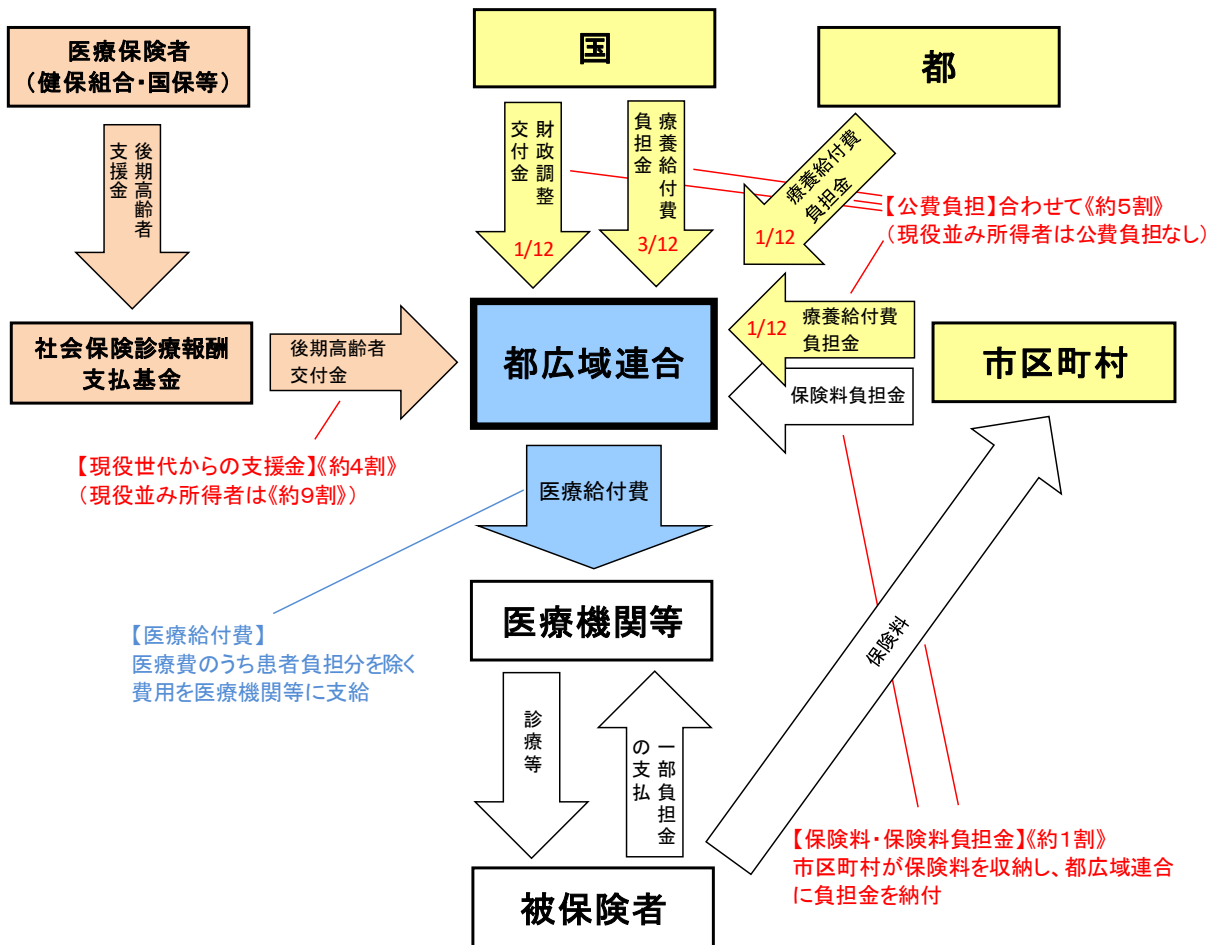 医療保険者
（健保組合・国保等）
国
都
後期高齢者
支援金
財政調整
交付金
1/12
療養給付費
負担金
3/12
療養給付費
負担金
1/12
【公費負担】合わせて《約5割》
（現役並み所得者は公費負担なし）
社会保険診療報酬
支払基金
後期高齢者
交付金
都広域連合
1/12
療養給付費
負担金
保険料負担金
市区町村
【現役世代からの支援金】《約4割》
（現役並み所得者は《約9割》）
医療給付費
医療機関等
【医療給付費】
医療費のうち患者負担分を除く
費用を医療機関等に支給
保険料
診療等
一部負担金
の支払
【保険料・保険料負担金】《約1割》
市区町村が保険料を収納し、都広域連合
に負担金を納付
被保険者